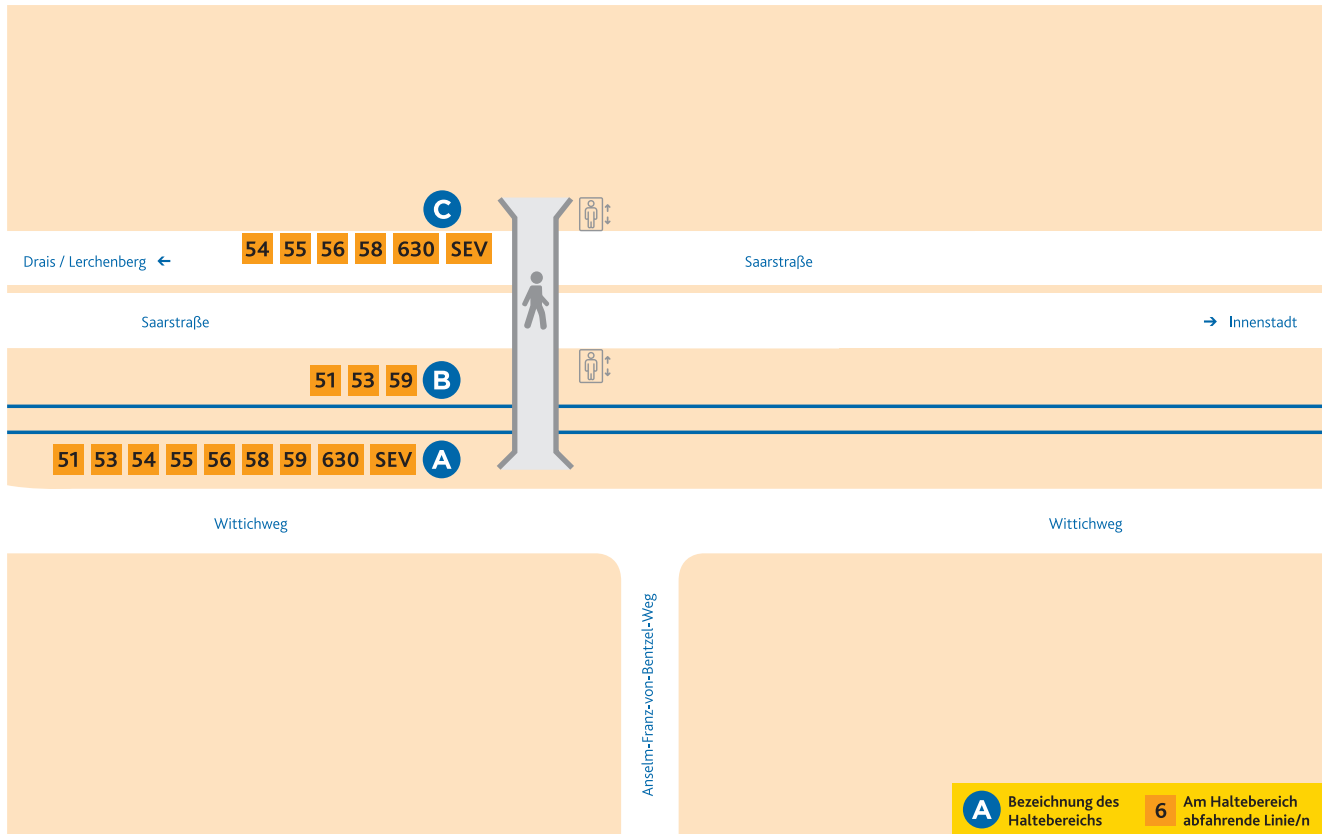 C
54 55 56 58 630 SEV
Drais / Lerchenberg ←
Saarstraße
Saarstraße
→ Innenstadt
51 53 59 B
51 53 54 55 56 58 59 630 SEV A
Wittichweg
Wittichweg
Anselm-Franz-von-Bentzel-Weg
A Bezeichnung des
Haltebereichs
6 Am Haltebereich
abfahrende Linie/n